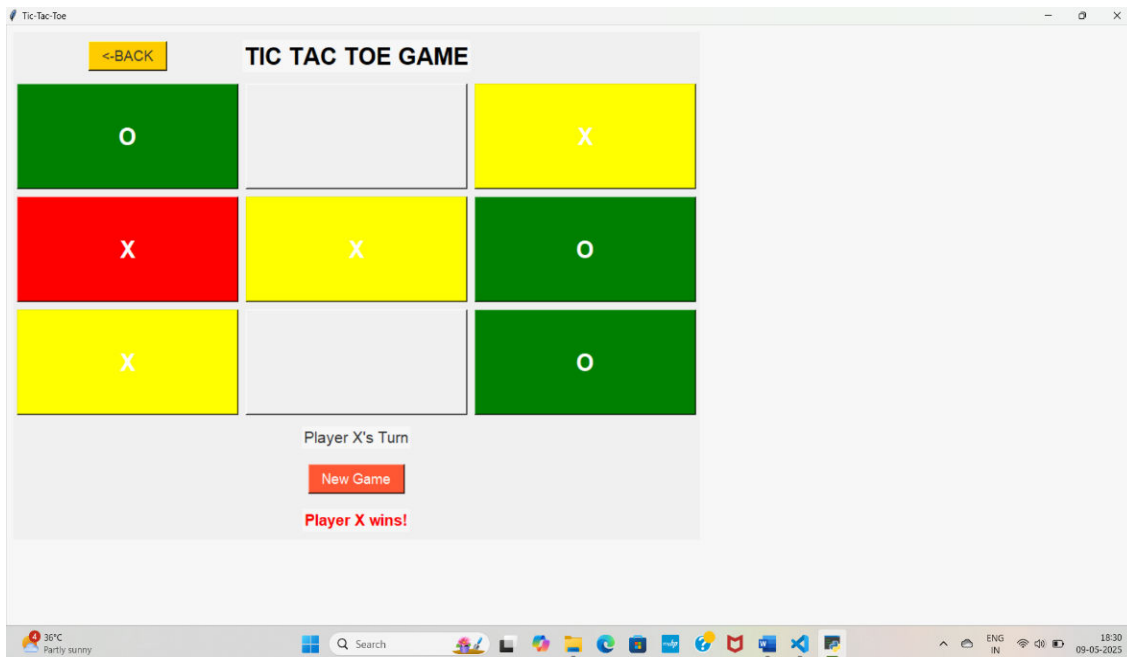 Tic-Tac-Toe
<-BACK
TIC TAC TOE GAME
O
X
X
X
O
X
O
Player X's Turn
New Game
Player X wins!
4
36°C
Partly sunny
Search
ENG
IN
18:30
09-05-2025